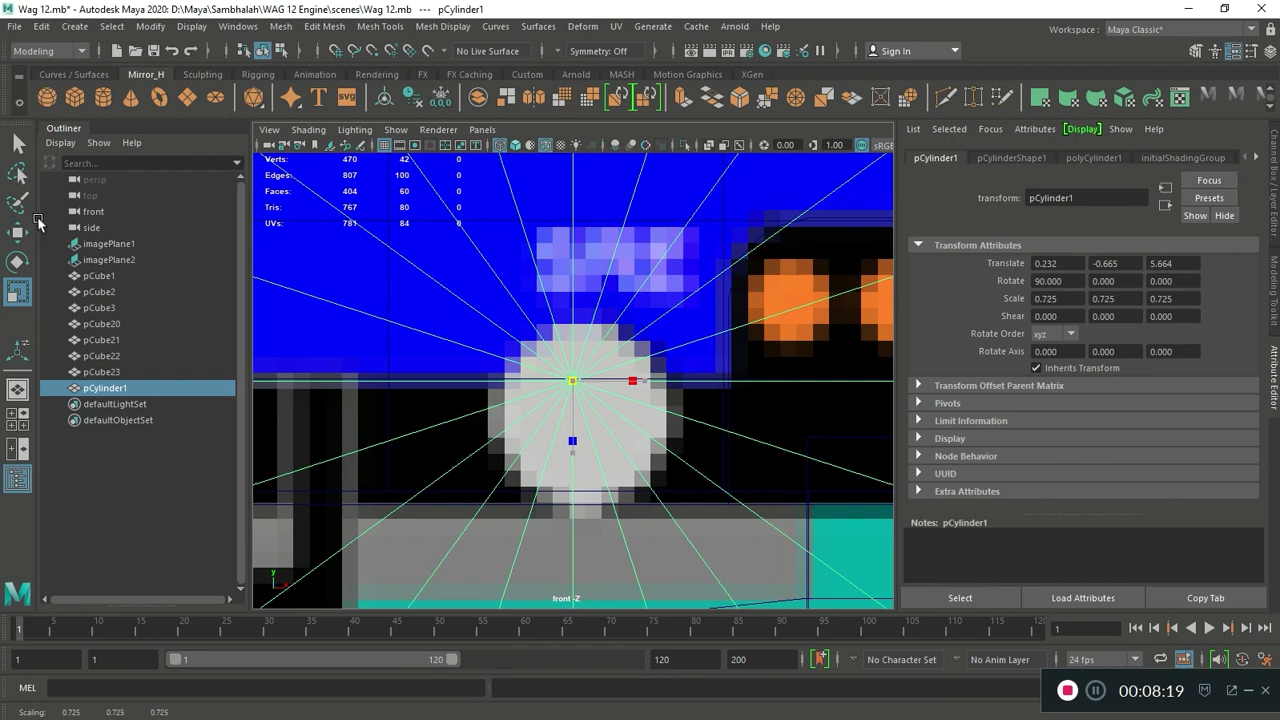 Wag 12.mb* - Autodesk Maya 2020: D:\Maya\Sambhalah\WAG 12 Engine\scenes\Wag 12.mb --- pCylinder1
File Edit Create Select Modify Display Windows Mesh Edit Mesh Mesh Tools Mesh Display Curves Surfaces Deform UV Generate Cache Arnold Help
Workspace : Maya Classic*
Modeling No Live Surface Symmetry: Off Sign In
Curves / Surfaces Mirror_H Sculpting Rigging Animation Rendering FX FX Caching Custom Arnold MASH Motion Graphics XGen
Outliner
Display Show Help
Search...
persp
top
front
side
imagePlane1
imagePlane2
pCube1
pCube2
pCube3
pCube20
pCube21
pCube22
pCube23
pCylinder1
defaultLightSet
defaultObjectSet
View Shading Lighting Show Renderer Panels
0.00 1.00 sRGB
Verts: 470 42 0
Edges: 807 100 0
Faces: 404 60 0
Tris: 767 80 0
UVs: 781 84 0
y
front -Z
List Selected Focus Attributes Display Show Help
pCylinder1 pCylinderShape1 polyCylinder1 initialShadingGroup
Focus
transform: pCylinder1 Presets
Show Hide
Transform Attributes
Translate 0.232 -0.665 5.664
Rotate 90.000 0.000 0.000
Scale 0.725 0.725 0.725
Shear 0.000 0.000 0.000
Rotate Order xyz
Rotate Axis 0.000 0.000 0.000
Inherits Transform
Transform Offset Parent Matrix
Pivots
Limit Information
Display
Node Behavior
UUID
Extra Attributes
Notes: pCylinder1
Select Load Attributes Copy Tab
Channel Box / Layer Editor
Modeling Toolkit
Attribute Editor
1 5 10 15 20 25 30 35 40 45 50 55 60 65 70 75 80 85 90 95 100 105 110 115 1
1 1 1 120 120 200 No Character Set No Anim Layer 24 fps
MEL
00:08:19
Scaling: 0.725 0.725 0.725